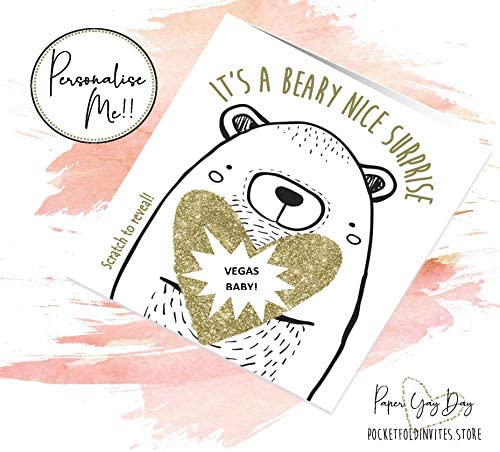 Personalise
Me!!
IT'S A BEARY NICE SURPRISE
Scratch to reveal!
VEGAS
BABY!
Paper Yay Day
POCKETFOLDINVITES.STORE